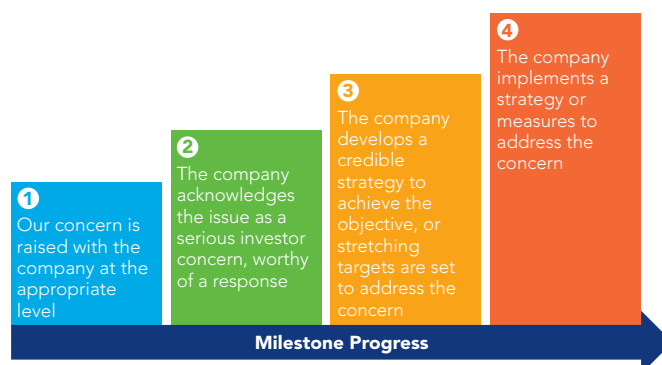 1
Our concern is
raised with the
company at the
appropriate
level
2
The company
acknowledges
the issue as a
serious investor
concern, worthy
of a response
3
The company
develops a
credible
strategy to
achieve the
objective, or
stretching
targets are set
to address the
concern
4
The company
implements a
strategy or
measures to
address the
concern
Milestone Progress